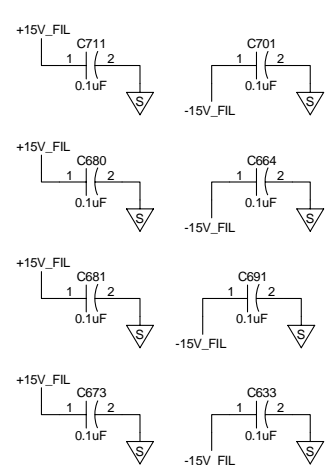 +15V_FIL
C711
1 2
0.1uF
S
C701
1 2
0.1uF
-15V_FIL
S
+15V_FIL
C680
1 2
0.1uF
S
C664
1 2
0.1uF
-15V_FIL
S
+15V_FIL
C681
1 2
0.1uF
S
C691
1 2
0.1uF
-15V_FIL
S
+15V_FIL
C673
1 2
0.1uF
S
C633
1 2
0.1uF
-15V_FIL
S